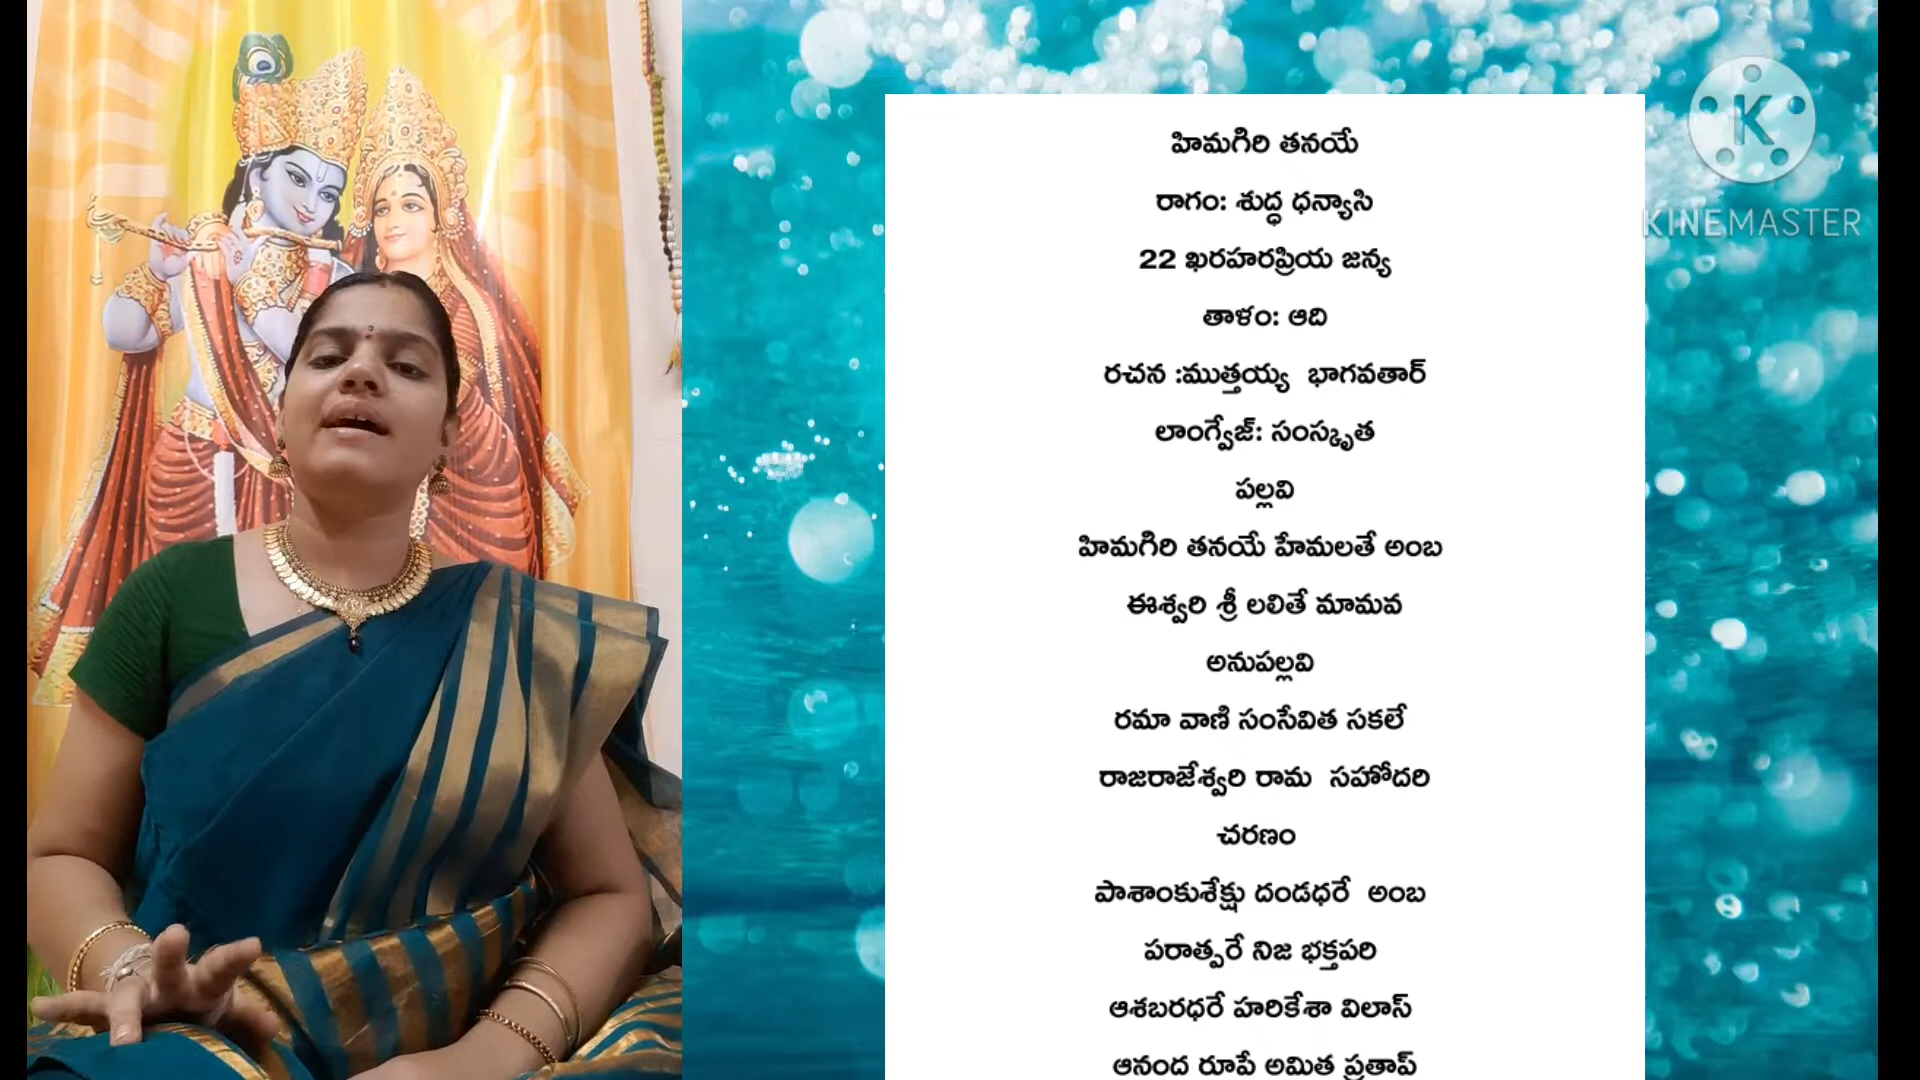 హిమగిరి తనయే
రాగం: శుద్ధ ధన్యాసి
22 ఖరహరప్రియ జన్య
తాళం: ఆది
రచన :ముత్తయ్య భాగవతార్
లాంగ్వేజ్: సంస్కృత
పల్లవి
హిమగిరి తనయే హేమలతే అంబ
ఈశ్వరి శ్రీ లలితే మామవ
అనుపల్లవి
రమా వాణి సంసేవిత సకలే
రాజరాజేశ్వరి రామ సహోదరి
చరణం
పాశాంకుశేక్షు దండధరే అంబ
పరాత్పరే నిజ భక్తపరి
ఆశబరధరే హరికేశా విలాస్
ఆనంద రూపే అమిత ప్రతాప్
K
KINEMASTER